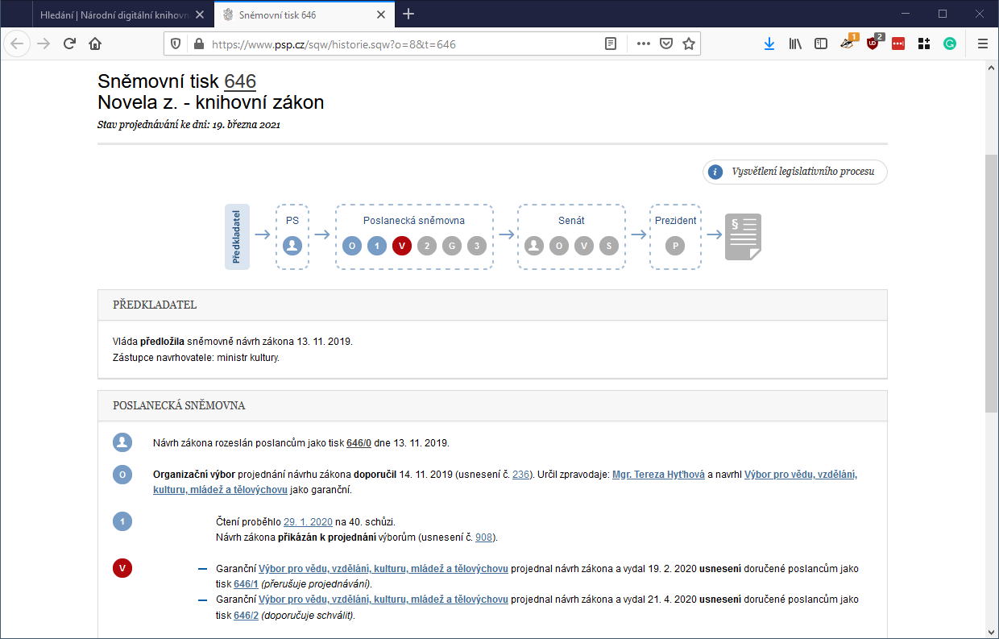 Hledání | Národní digitální knihovn
Sněmovní tisk 646
https://www.psp.cz/sqw/historie.sqw?o=8&t=646
1
2
Sněmovní tisk 646
Novela z. - knihovní zákon
Stav projednávání ke dni: 19. března 2021
i Vysvětlení legislativního procesu
Předkladatel
PS
Poslanecká sněmovna
O 1 V 2 G 3
Senát
O V S
Prezident
P
§
PŘEDKLADATEL
Vláda předložila sněmovně návrh zákona 13. 11. 2019.
Zástupce navrhovatele: ministr kultury.
POSLANECKÁ SNĚMOVNA
Návrh zákona rozeslán poslancům jako tisk 646/0 dne 13. 11. 2019.
O Organizační výbor projednání návrhu zákona doporučil 14. 11. 2019 (usnesení č. 236). Určil zpravodaje: Mgr. Tereza Hyťhová a navrhl Výbor pro vědu, vzdělání,
kulturu, mládež a tělovýchovu jako garanční.
1 Čtení proběhlo 29. 1. 2020 na 40. schůzi.
Návrh zákona přikázán k projednání výborům (usnesení č. 908).
V – Garanční Výbor pro vědu, vzdělání, kulturu, mládež a tělovýchovu projednal návrh zákona a vydal 19. 2. 2020 usnesení doručené poslancům jako
tisk 646/1 (přerušuje projednávání).
– Garanční Výbor pro vědu, vzdělání, kulturu, mládež a tělovýchovu projednal návrh zákona a vydal 21. 4. 2020 usnesení doručené poslancům jako
tisk 646/2 (doporučuje schválit).